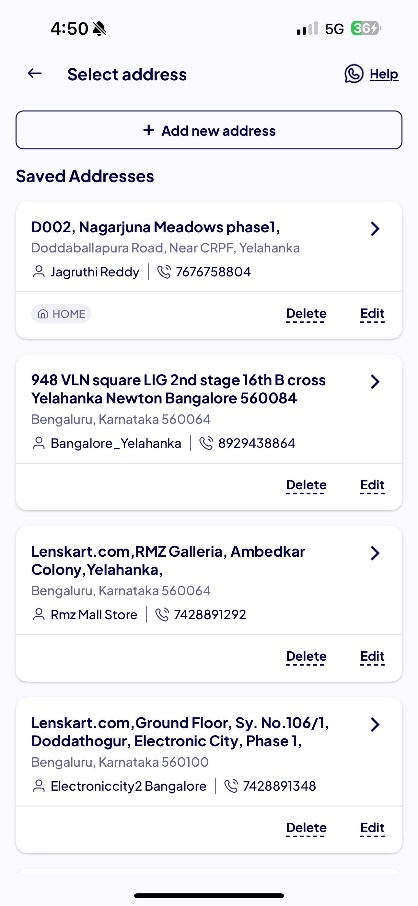 4:50
5G 36
Select address
Help
+ Add new address
Saved Addresses
D002, Nagarjuna Meadows phase1,
Doddaballapura Road, Near CRPF, Yelahanka
Jagruthi Reddy | 7676758804
HOME
Delete Edit
948 VLN square LIG 2nd stage 16th B cross
Yelahanka Newton Bangalore 560084
Bengaluru, Karnataka 560064
Bangalore_Yelahanka | 8929438864
Delete Edit
Lenskart.com,RMZ Galleria, Ambedkar
Colony,Yelahanka,
Bengaluru, Karnataka 560064
Rmz Mall Store | 7428891292
Delete Edit
Lenskart.com,Ground Floor, Sy. No.106/1,
Doddathogur, Electronic City, Phase 1,
Bengaluru, Karnataka 560100
Electroniccity2 Bangalore | 7428891348
Delete Edit